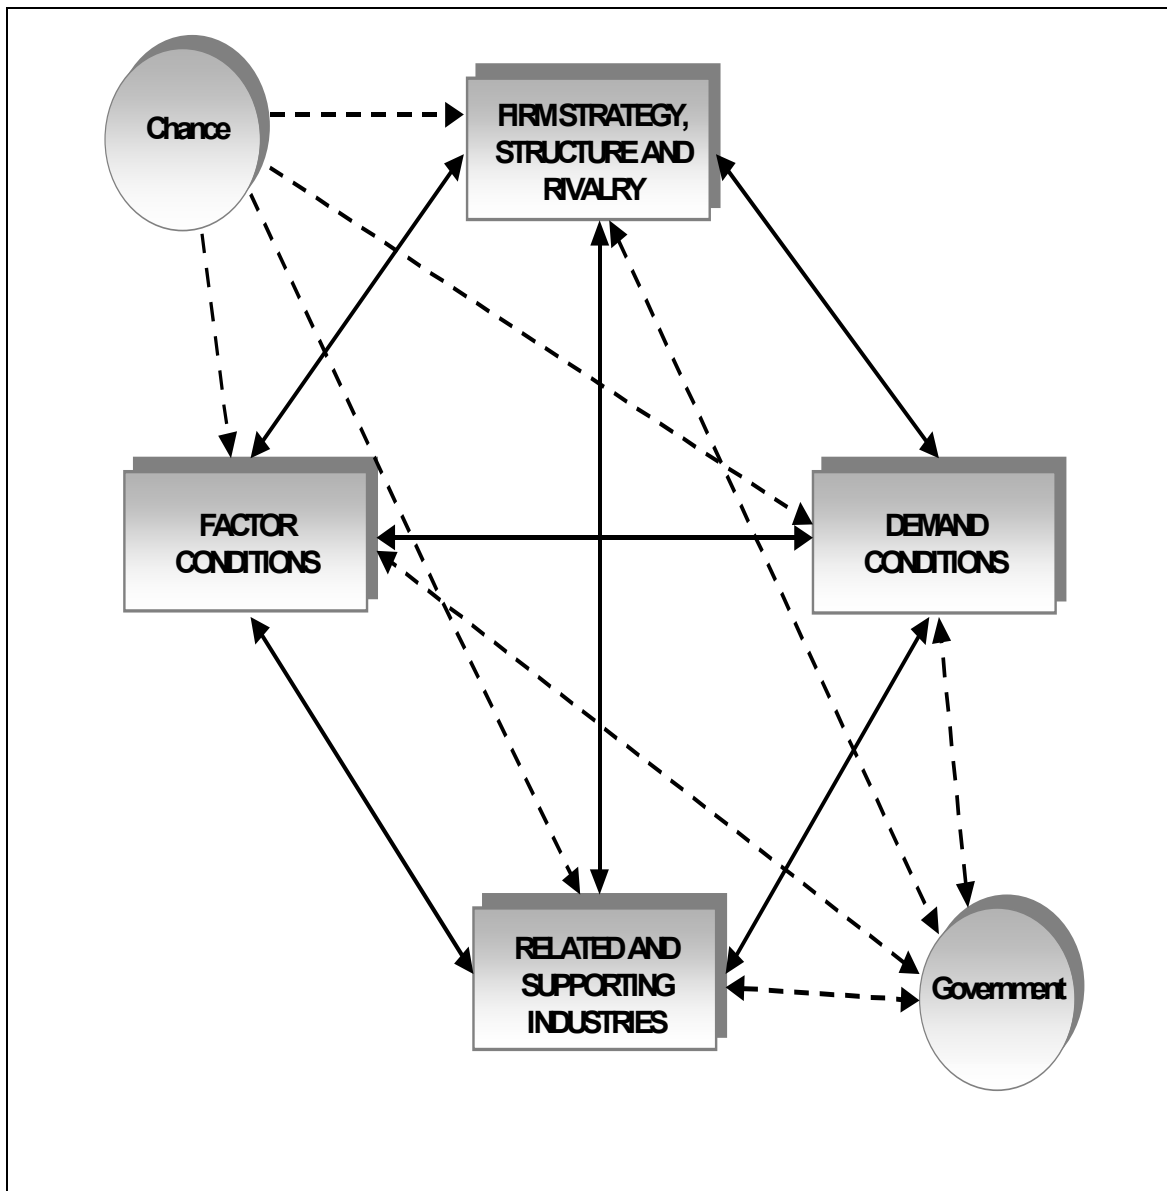 Chance
FIRM STRATEGY,
STRUCTURE AND
RIVALRY
FACTOR
CONDITIONS
DEMAND
CONDITIONS
RELATED AND
SUPPORTING
INDUSTRIES
Government